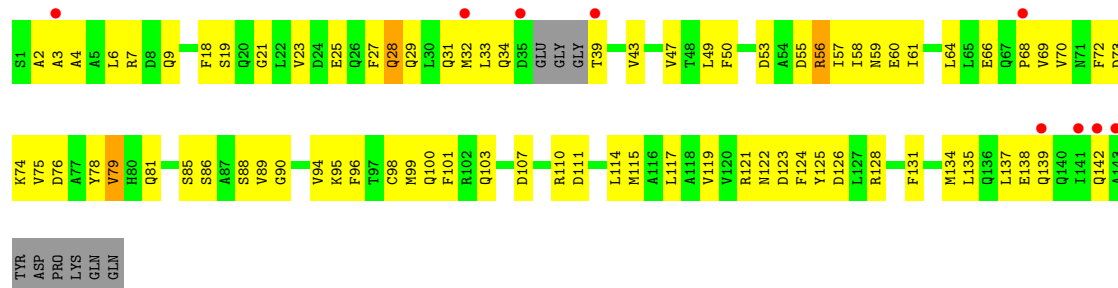 S1 A2 A3 A4 A5 L6 R7 D8 Q9 F18 S19 Q20 G21 L22 V23 D24 E25 Q26 F27 Q28 Q29 L30 Q31 M32 L33 Q34 D35 GLU GLY GLY T39 V43 V47 T48 L49 F50 D53 A54 D55 R56 I57 I58 N59 E60 I61 L64 L65 E66 Q67 P68 V69 V70 N71 F72 D73
K74 V75 D76 A77 Y78 V79 H80 Q81 S85 S86 A87 S88 V89 G90 V94 K95 F96 T97 C98 M99 Q100 F101 R102 Q103 D107 R110 D111 L114 M115 A116 L117 A118 V119 V120 R121 N122 D123 F124 Y125 D126 L127 R128 F131 M134 L135 Q136 L137 E138 Q139 Q140 I141 Q142 A143
TYR ASP PRO LYS GLN GLN